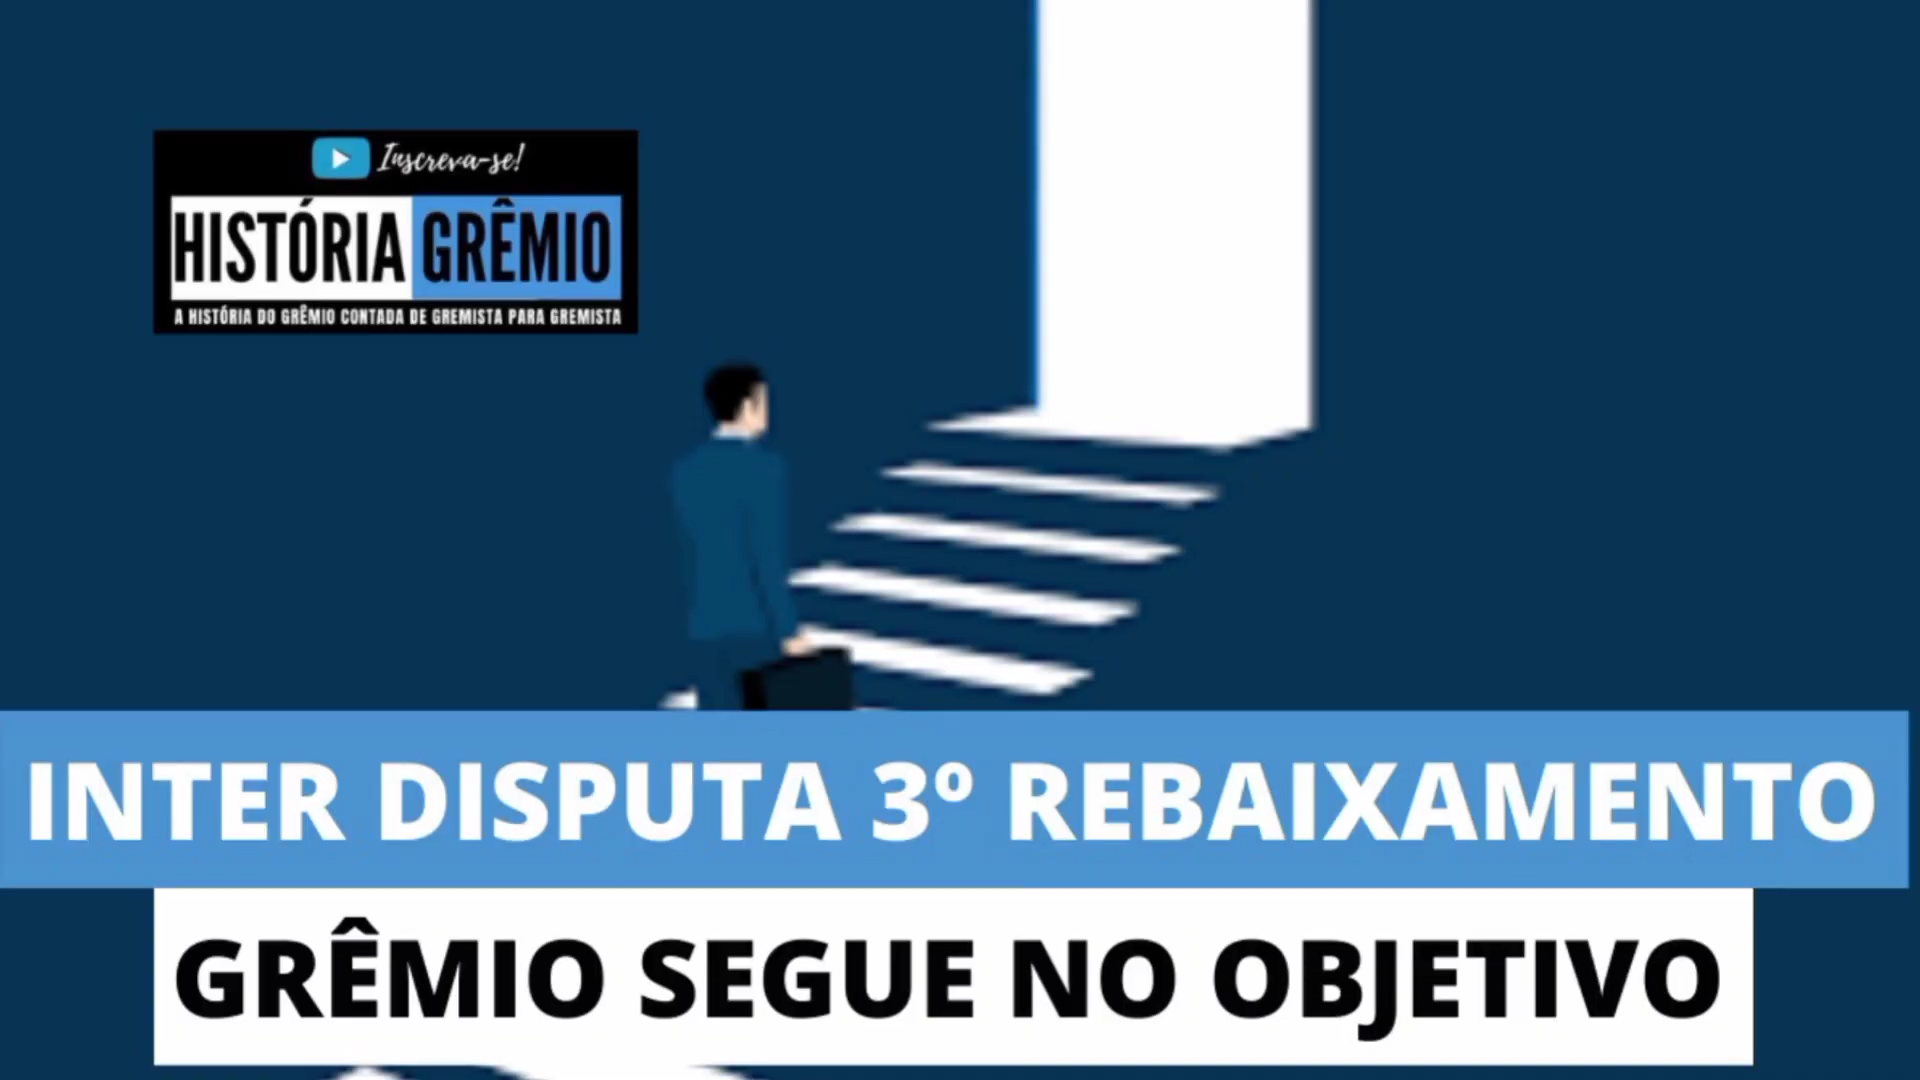 Inscreva-se!
HISTÓRIA GRÊMIO
A HISTÓRIA DO GRÊMIO CONTADA DE GREMISTA PARA GREMISTA
INTER DISPUTA 3º REBAIXAMENTO
GRÊMIO SEGUE NO OBJETIVO